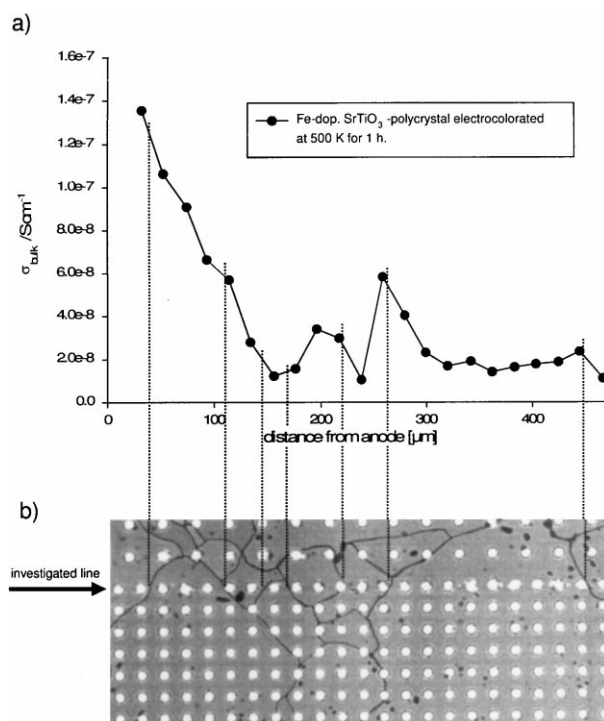 a)
1.6e-7
1.4e-7
1.2e-7
1.0e-7
8.0e-8
6.0e-8
4.0e-8
2.0e-8
0.0
σbulk /Scm-1
Fe-dop. SrTiO3 -polycrystal electrocolorated
at 500 K for 1 h.
0 100 200 300 400
distance from anode [µm]
b)
investigated line